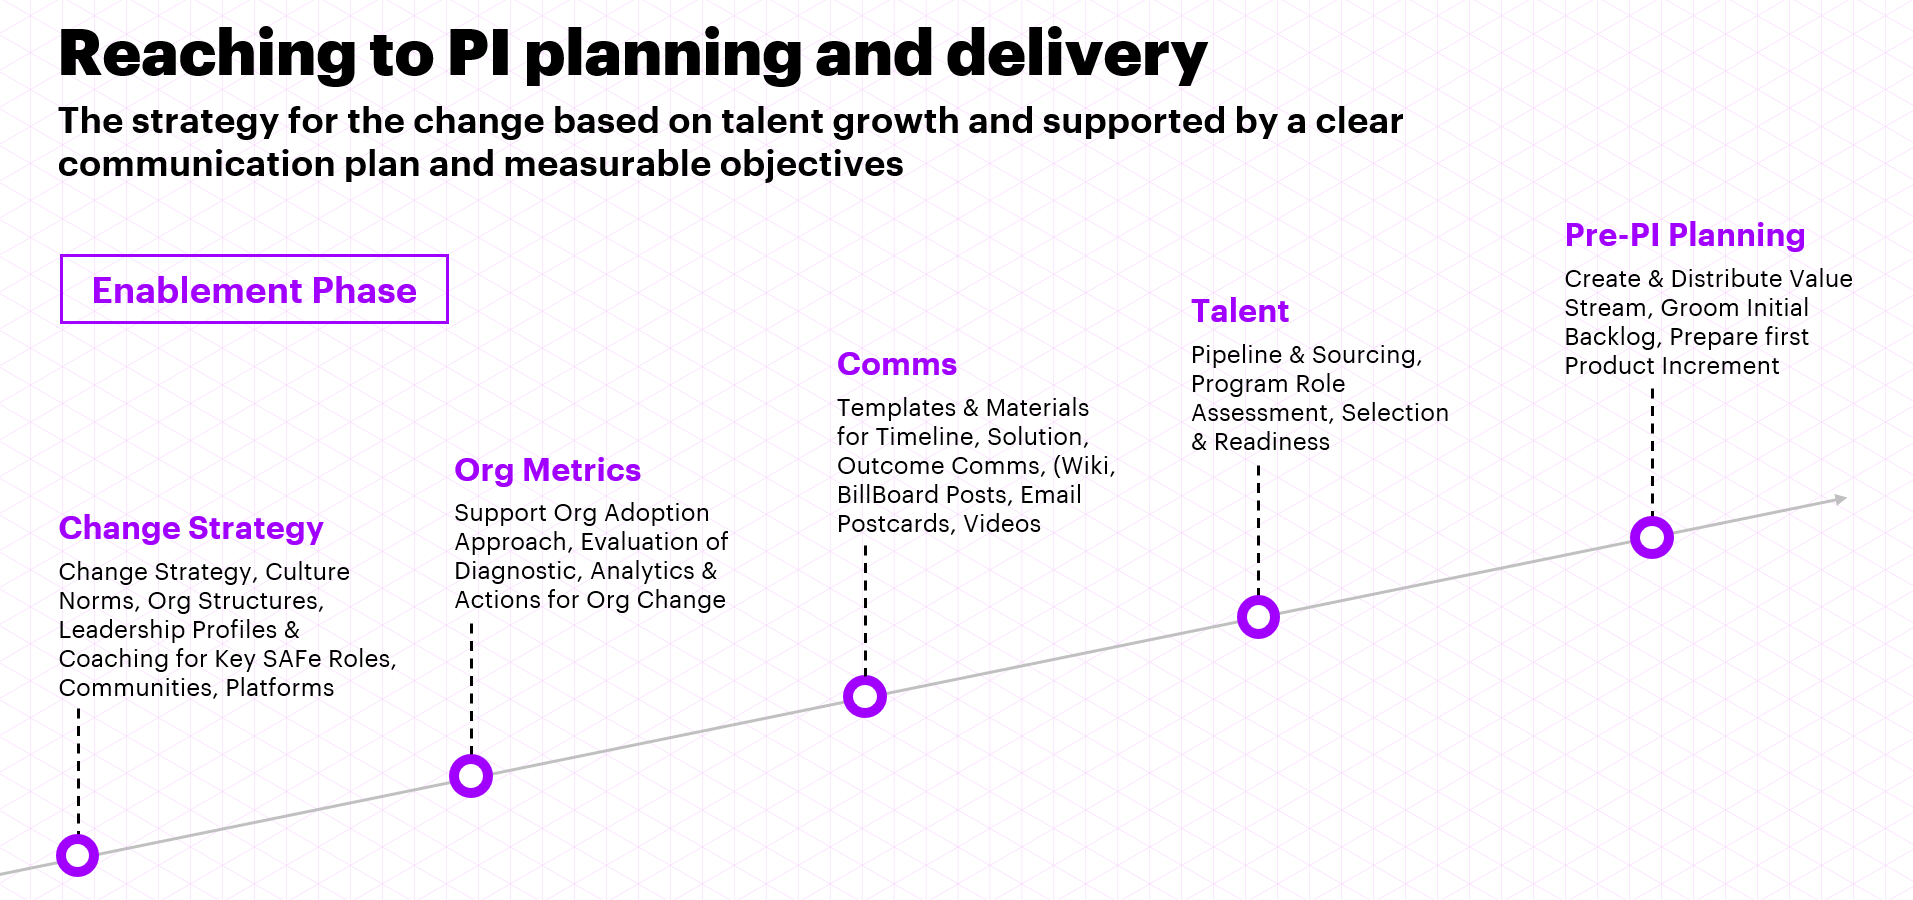 Reaching to PI planning and delivery
The strategy for the change based on talent growth and supported by a clear
communication plan and measurable objectives
Enablement Phase
Change Strategy
Change Strategy, Culture
Norms, Org Structures,
Leadership Profiles &
Coaching for Key SAFe Roles,
Communities, Platforms
Org Metrics
Support Org Adoption
Approach, Evaluation of
Diagnostic, Analytics &
Actions for Org Change
Comms
Templates & Materials
for Timeline, Solution,
Outcome Comms, (Wiki,
BillBoard Posts, Email
Postcards, Videos
Talent
Pipeline & Sourcing,
Program Role
Assessment, Selection
& Readiness
Pre-PI Planning
Create & Distribute Value
Stream, Groom Initial
Backlog, Prepare first
Product Increment